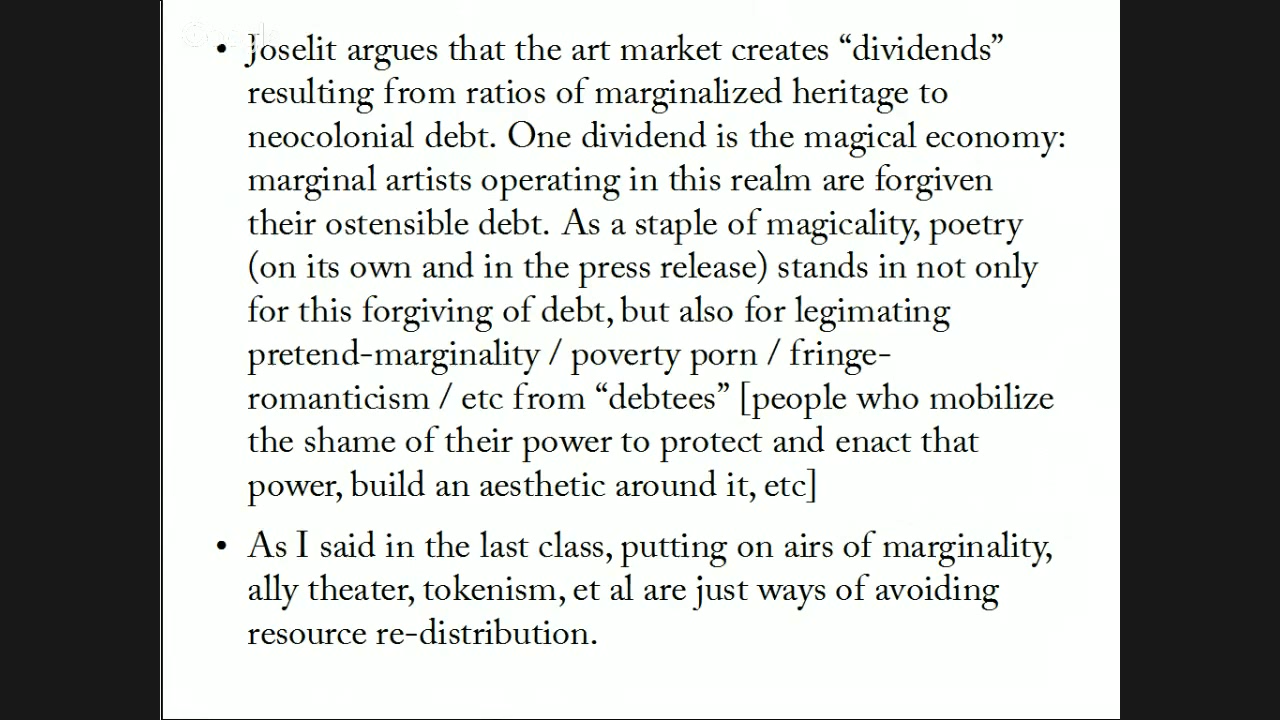 Google
• Joselit argues that the art market creates “dividends”
resulting from ratios of marginalized heritage to
neocolonial debt. One dividend is the magical economy:
marginal artists operating in this realm are forgiven
their ostensible debt. As a staple of magicality, poetry
(on its own and in the press release) stands in not only
for this forgiving of debt, but also for legimating
pretend-marginality / poverty porn / fringe-
romanticism / etc from “debtees” [people who mobilize
the shame of their power to protect and enact that
power, build an aesthetic around it, etc]
• As I said in the last class, putting on airs of marginality,
ally theater, tokenism, et al are just ways of avoiding
resource re-distribution.